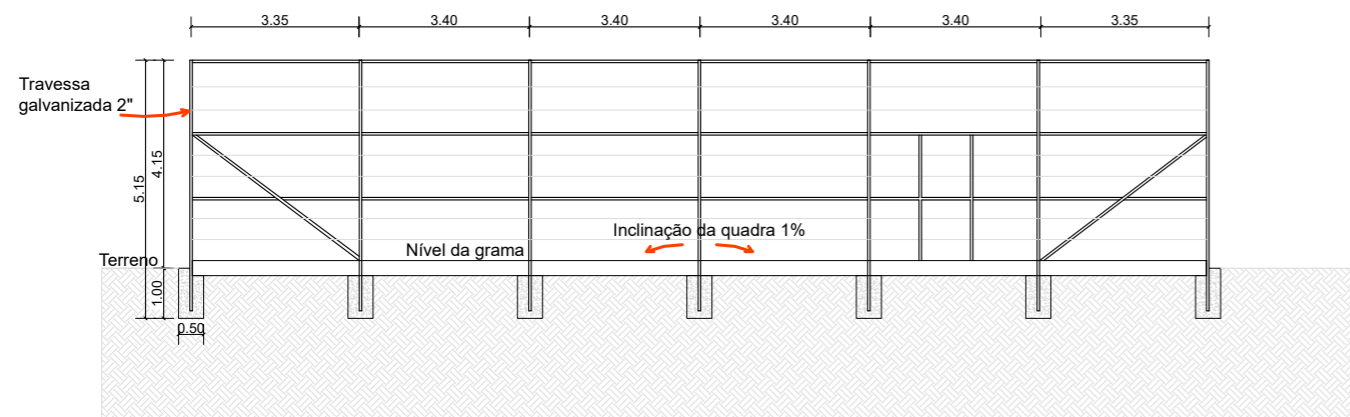 3.35
3.40
3.40
3.40
3.40
3.35
Travessa
galvanizada 2"
4.15
5.15
Inclinação da quadra 1%
Nível da grama
Terreno
1.00
0.50